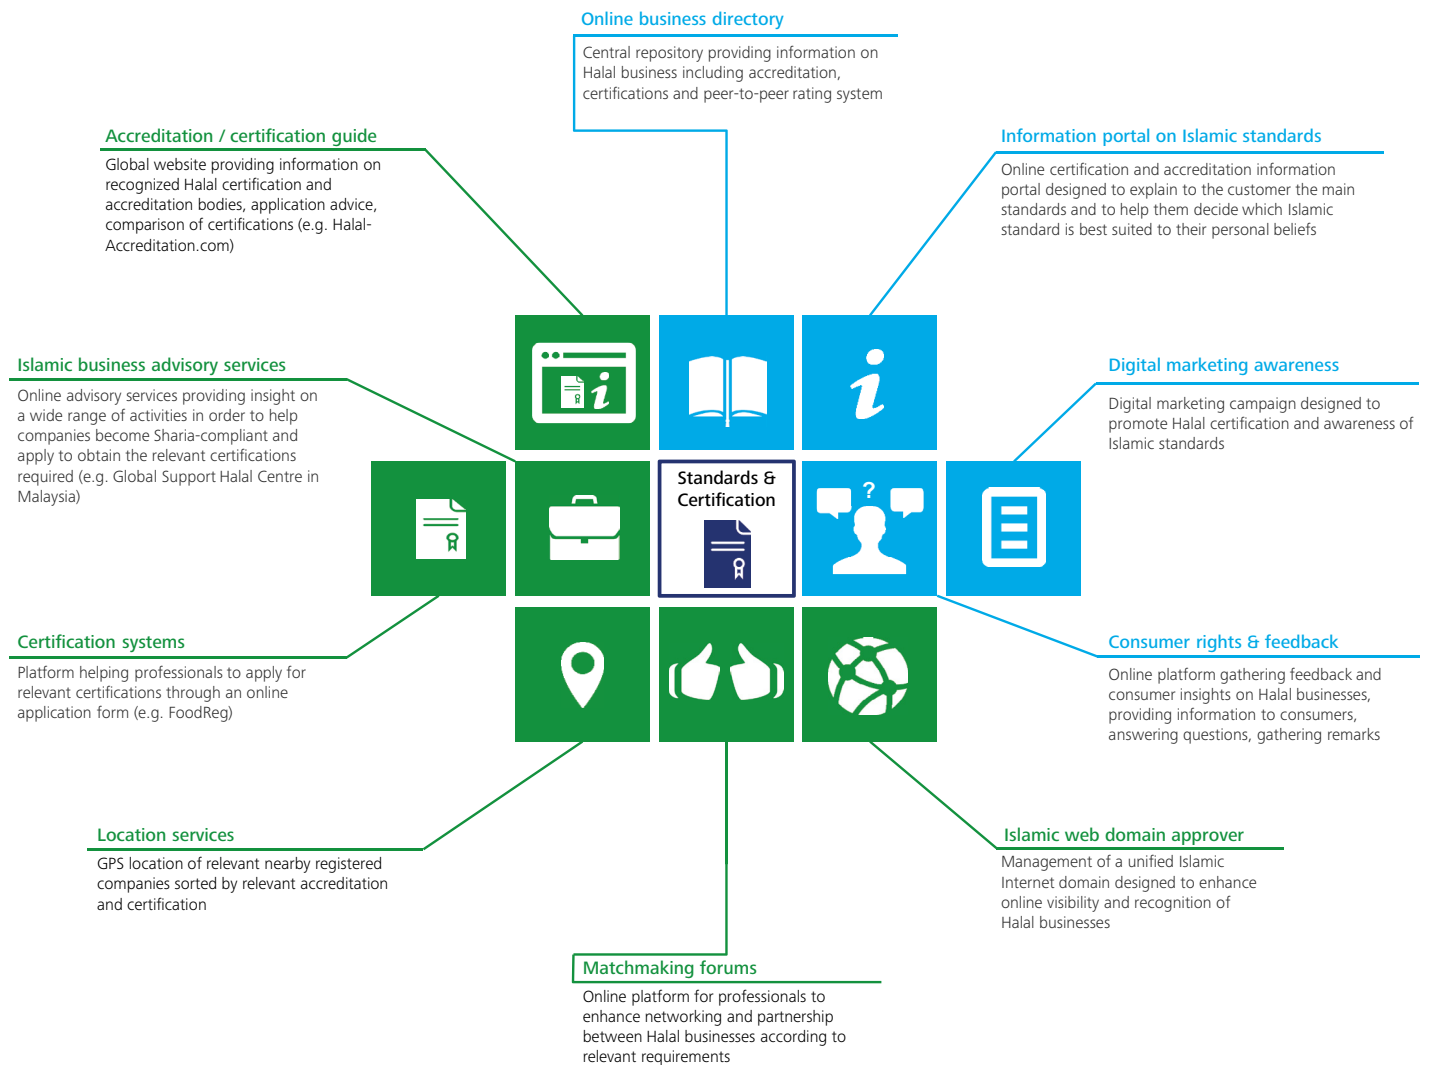 Online business directory
Central repository providing information on
Halal business including accreditation,
certifications and peer-to-peer rating system
Accreditation / certification guide
Global website providing information on
recognized Halal certification and
accreditation bodies, application advice,
comparison of certifications (e.g. Halal-
Accreditation.com)
Information portal on Islamic standards
Online certification and accreditation information
portal designed to explain to the customer the main
standards and to help them decide which Islamic
standard is best suited to their personal beliefs
Islamic business advisory services
Online advisory services providing insight on
a wide range of activities in order to help
companies become Sharia-compliant and
apply to obtain the relevant certifications
required (e.g. Global Support Halal Centre in
Malaysia)
Digital marketing awareness
Digital marketing campaign designed to
promote Halal certification and awareness of
Islamic standards
i
i
Standards &
Certification
?
Certification systems
Platform helping professionals to apply for
relevant certifications through an online
application form (e.g. FoodReg)
Consumer rights & feedback
Online platform gathering feedback and
consumer insights on Halal businesses,
providing information to consumers,
answering questions, gathering remarks
Location services
GPS location of relevant nearby registered
companies sorted by relevant accreditation
and certification
Islamic web domain approver
Management of a unified Islamic
Internet domain designed to enhance
online visibility and recognition of
Halal businesses
Matchmaking forums
Online platform for professionals to
enhance networking and partnership
between Halal businesses according to
relevant requirements